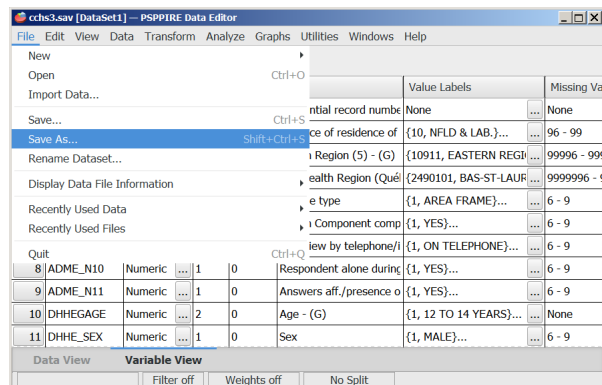 cchs3.sav [DataSet1] — PSPPIRE Data Editor
File Edit View Data Transform Analyze Graphs Utilities Windows Help
New
Open Ctrl+O
Import Data...
Value Labels Missing Va
Save... Ctrl+S
ntial record numbe None ... None
Save As... Shift+Ctrl+S
ce of residence of {10, NFLD & LAB.}... ... 96 - 99
Rename Dataset...
Region (5) - (G) {10911, EASTERN REGI ... 99996 - 999
Display Data File Information
ealth Region (Qué {2490101, BAS-ST-LAUR ... 9999996 - 9
Recently Used Data
e type {1, AREA FRAME}... ... 6 - 9
Recently Used Files
Component comp {1, YES}... ... 6 - 9
Quit Ctrl+Q
iew by telephone/i {1, ON TELEPHONE}... ... 6 - 9
8 ADME_N10 Numeric ... 1 0 Respondent alone during {1, YES}... ... 6 - 9
9 ADME_N11 Numeric ... 1 0 Answers aff./presence o {1, YES}... ... 6 - 9
10 DHHEGAGE Numeric ... 2 0 Age - (G) {1, 12 TO 14 YEARS}... ... None
11 DHHE_SEX Numeric ... 1 0 Sex {1, MALE}... ... 6 - 9
Data View Variable View
Filter off Weights off No Split